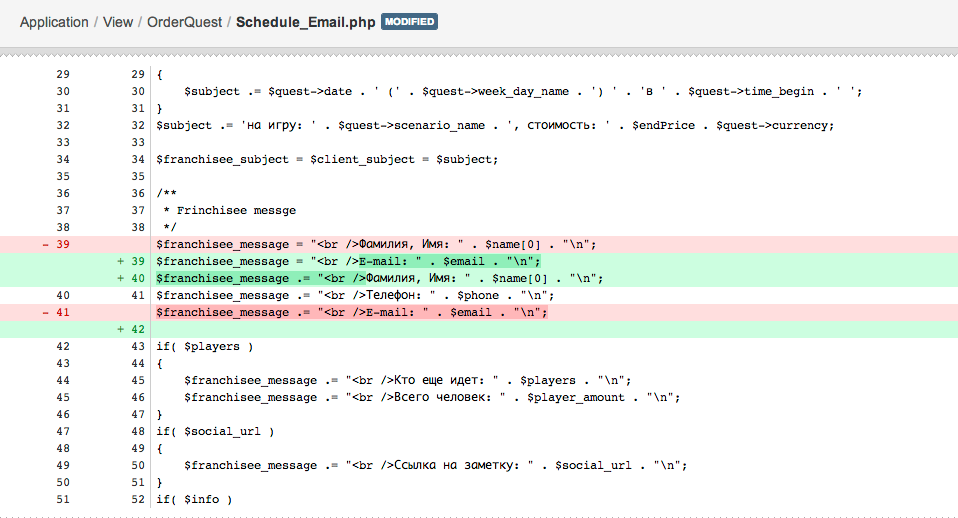 Application / View / OrderQuest / Schedule_Email.php MODIFIED
29 29 {
30 30 $subject .= $quest->date . ' (' . $quest->week_day_name . ') ' . 'в ' . $quest->time_begin . ' ';
31 31 }
32 32 $subject .= 'на игру: ' . $quest->scenario_name . ', стоимость: ' . $endPrice . $quest->currency;
33 33
34 34 $franchisee_subject = $client_subject = $subject;
35 35
36 36 /**
37 37 * Frinchisee messge
38 38 */
- 39 $franchisee_message = "<br />Фамилия, Имя: " . $name[0] . "\n";
+ 39 $franchisee_message = "<br />E-mail: " . $email . "\n";
+ 40 $franchisee_message .= "<br />Фамилия, Имя: " . $name[0] . "\n";
40 41 $franchisee_message .= "<br />Телефон: " . $phone . "\n";
- 41 $franchisee_message .= "<br />E-mail: " . $email . "\n";
+ 42
42 43 if( $players )
43 44 {
44 45 $franchisee_message .= "<br />Кто еще идет: " . $players . "\n";
45 46 $franchisee_message .= "<br />Всего человек: " . $player_amount . "\n";
46 47 }
47 48 if( $social_url )
48 49 {
49 50 $franchisee_message .= "<br />Ссылка на заметку: " . $social_url . "\n";
50 51 }
51 52 if( $info )